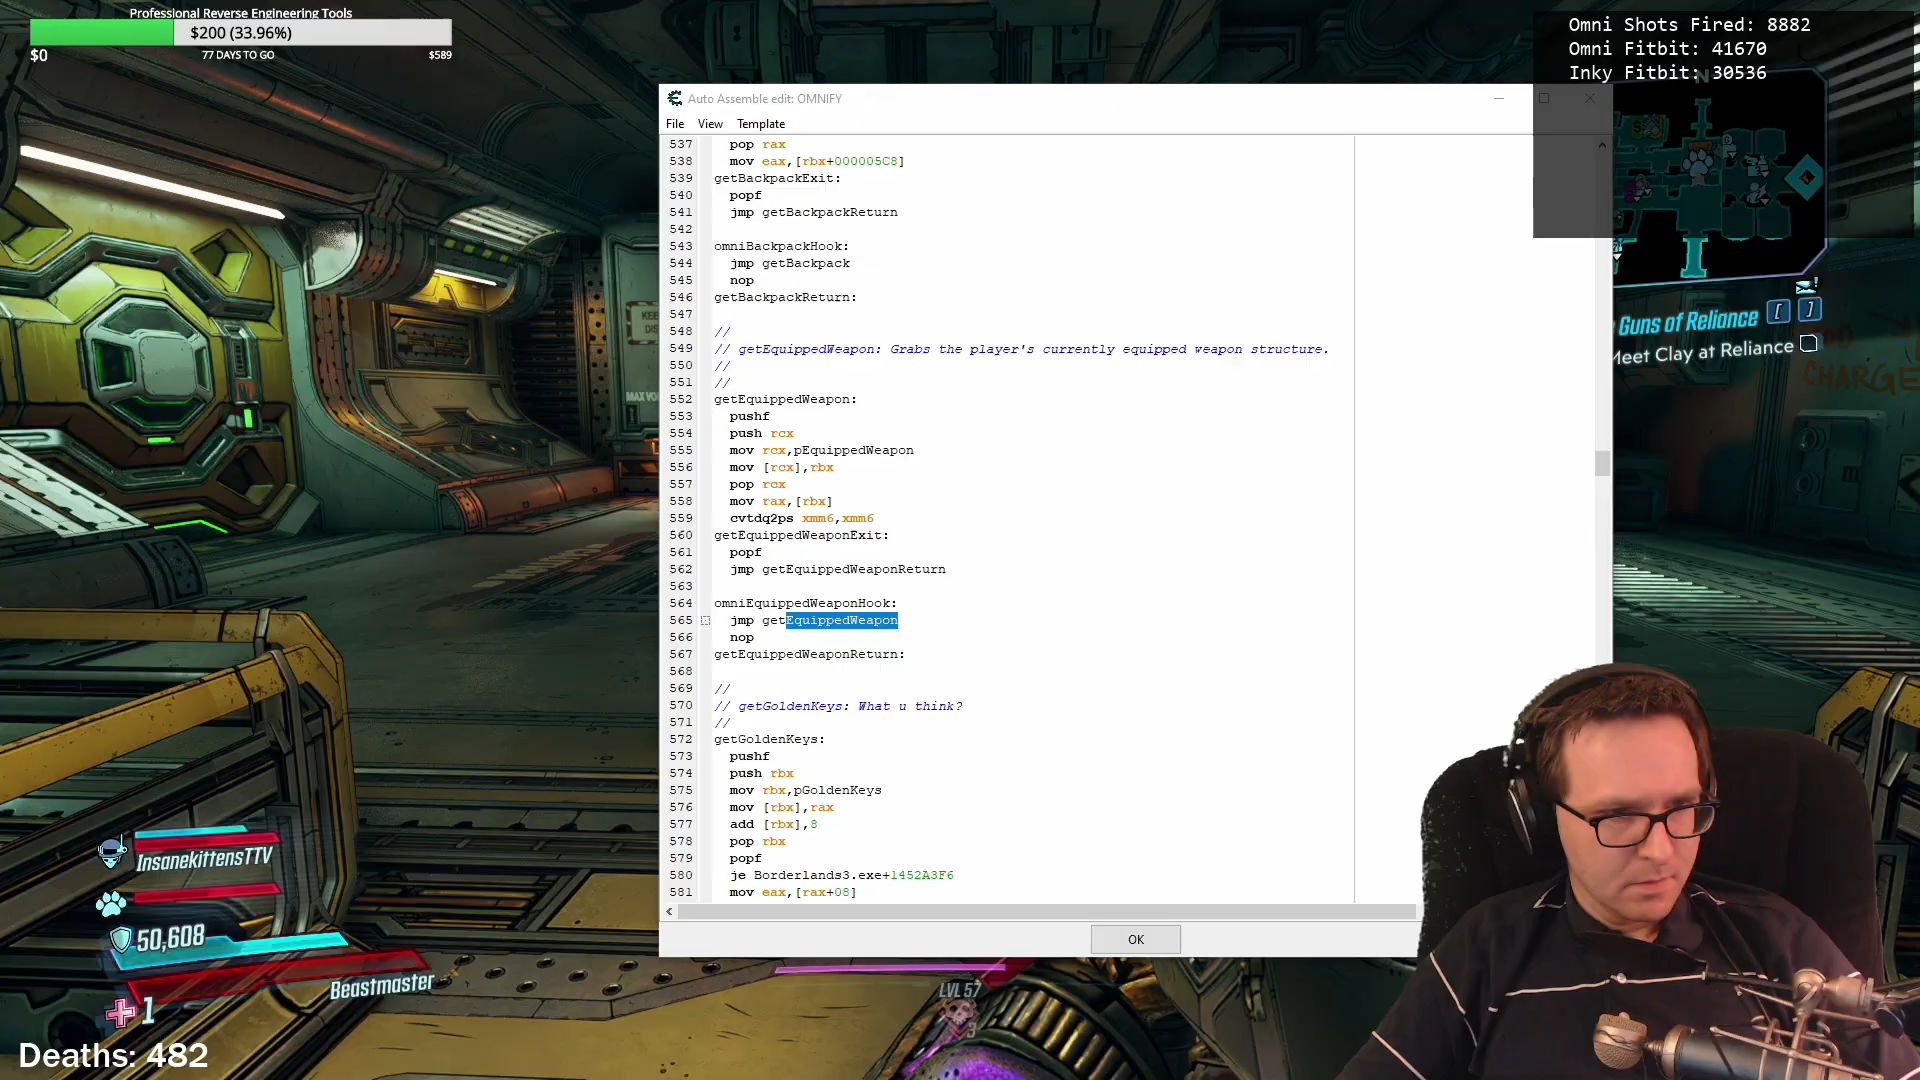 Professional Reverse Engineering Tools
$200 (33.96%)
$0
77 DAYS TO GO
$589
Omni Shots Fired: 8882
Omni Fitbit: 41670
Inky Fitbit: 30536
Auto Assemble edit: OMNIFY
File View Template
537 pop rax
538 mov eax,[rbx+000005C8]
539 getBackpackExit:
540 popf
541 jmp getBackpackReturn
542
543 omniBackpackHook:
544 jmp getBackpack
545 nop
546 getBackpackReturn:
547
548 //
549 // getEquippedWeapon: Grabs the player's currently equipped weapon structure.
550 //
551 //
552 getEquippedWeapon:
553 pushf
554 push rcx
555 mov rcx,pEquippedWeapon
556 mov [rcx],rbx
557 pop rcx
558 mov rax,[rbx]
559 cvtdq2ps xmm6,xmm6
560 getEquippedWeaponExit:
561 popf
562 jmp getEquippedWeaponReturn
563
564 omniEquippedWeaponHook:
565 jmp getEquippedWeapon
566 nop
567 getEquippedWeaponReturn:
568
569 //
570 // getGoldenKeys: What u think?
571 //
572 getGoldenKeys:
573 pushf
574 push rbx
575 mov rbx,pGoldenKeys
576 mov [rbx],rax
577 add [rbx],8
578 pop rbx
579 popf
580 je Borderlands3.exe+1452A3F6
581 mov eax,[rax+08]
OK
Guns of Reliance [ ]
Meet Clay at Reliance
CHARGE
InsanekittensTTV
50,608
Beastmaster
1
LVL 57
Deaths: 482